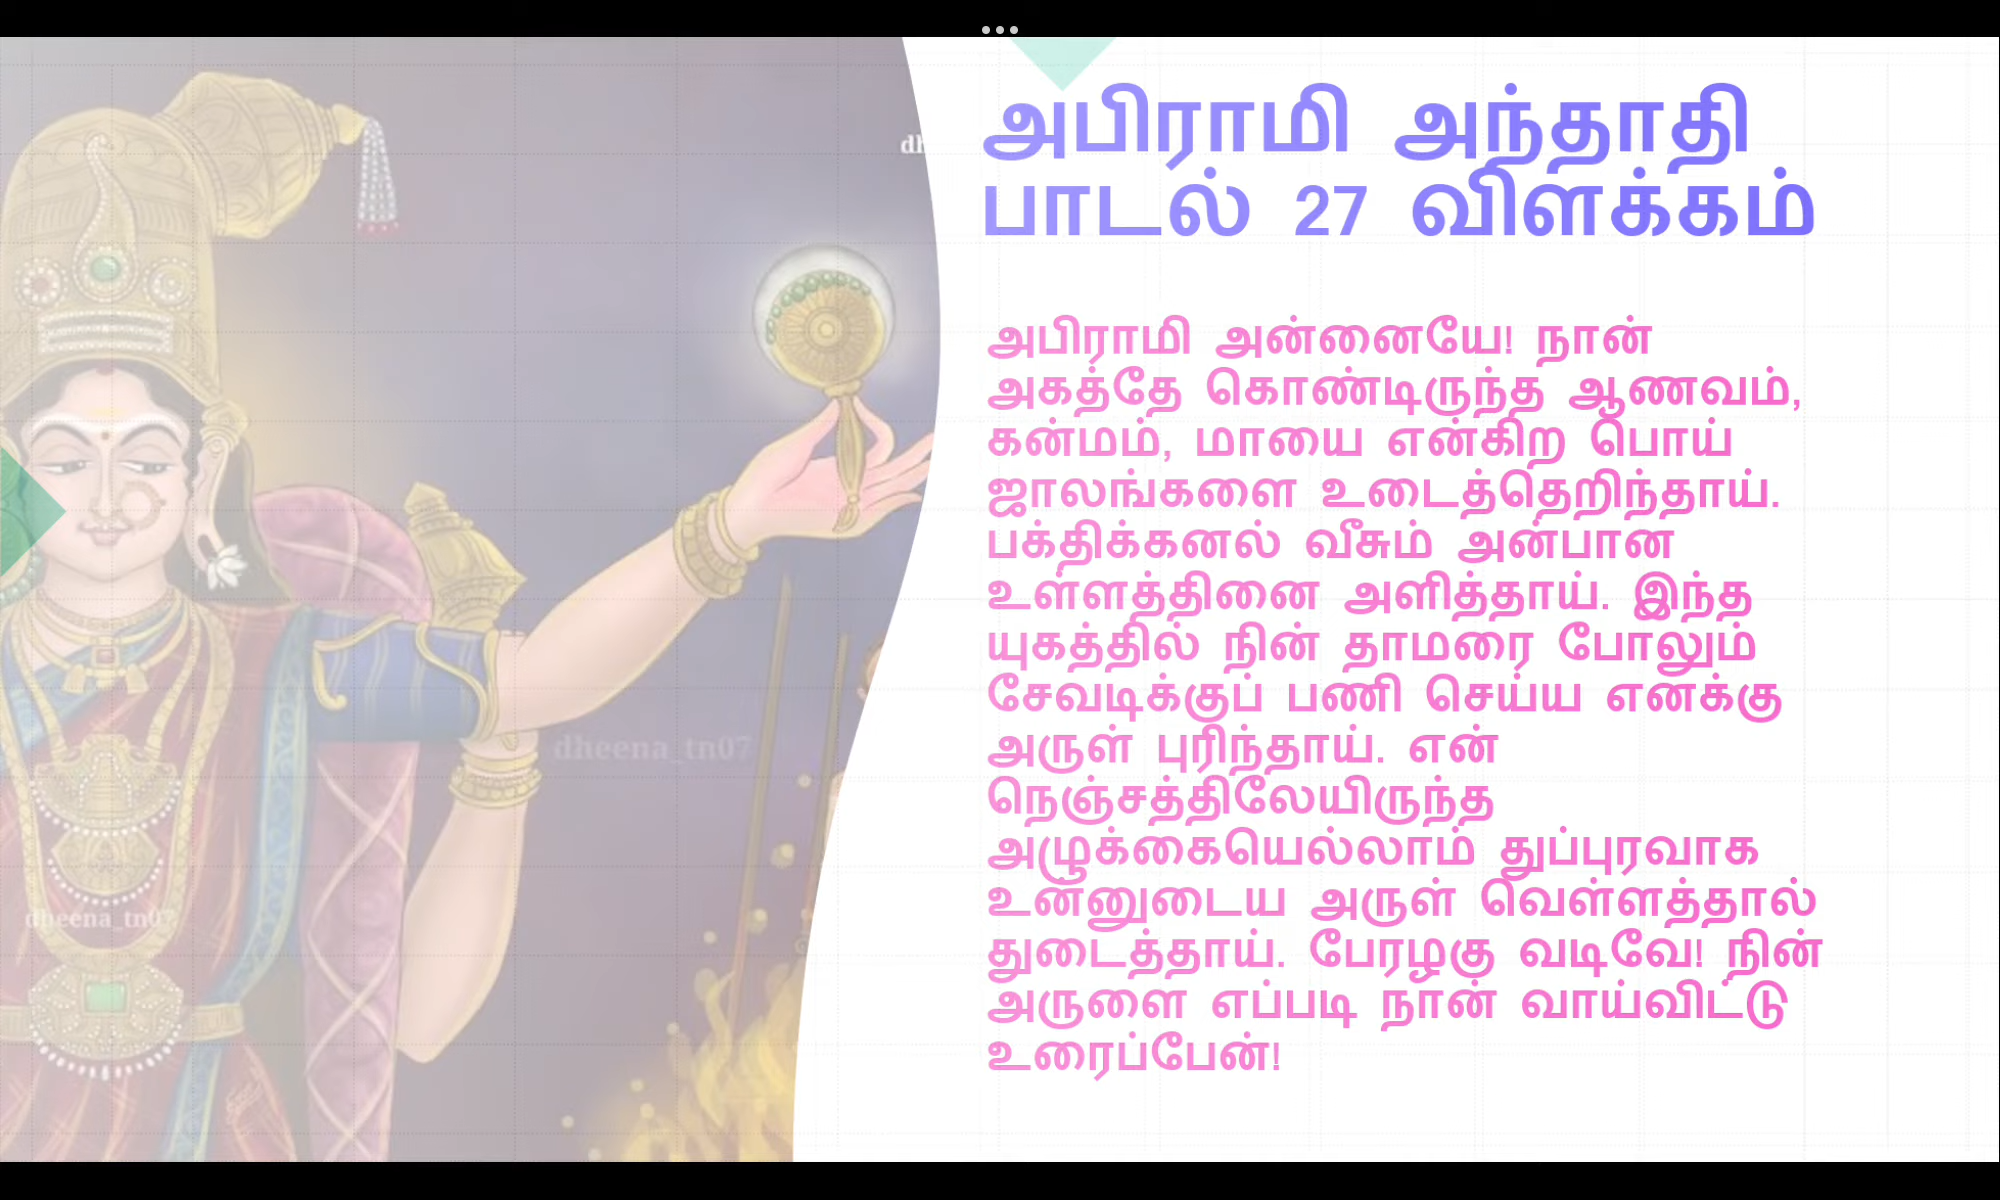 அபிராமி அந்தாதி
பாடல் 27 விளக்கம்
அபிராமி அன்னையே! நான்
அகத்தே கொண்டிருந்த ஆணவம்,
கன்மம், மாயை என்கிற பொய்
ஜாலங்களை உடைத்தெறிந்தாய்.
பக்திக்கனல் வீசும் அன்பான
உள்ளத்தினை அளித்தாய். இந்த
யுகத்தில் நின் தாமரை போலும்
சேவடிக்குப் பணி செய்ய எனக்கு
அருள் புரிந்தாய். என்
நெஞ்சத்திலேயிருந்த
அழுக்கையெல்லாம் துப்புரவாக
உன்னுடைய அருள் வெள்ளத்தால்
துடைத்தாய். பேரழகு வடிவே! நின்
அருளை எப்படி நான் வாய்விட்டு
உரைப்பேன்!
dheena_tn07
dheena_tn07